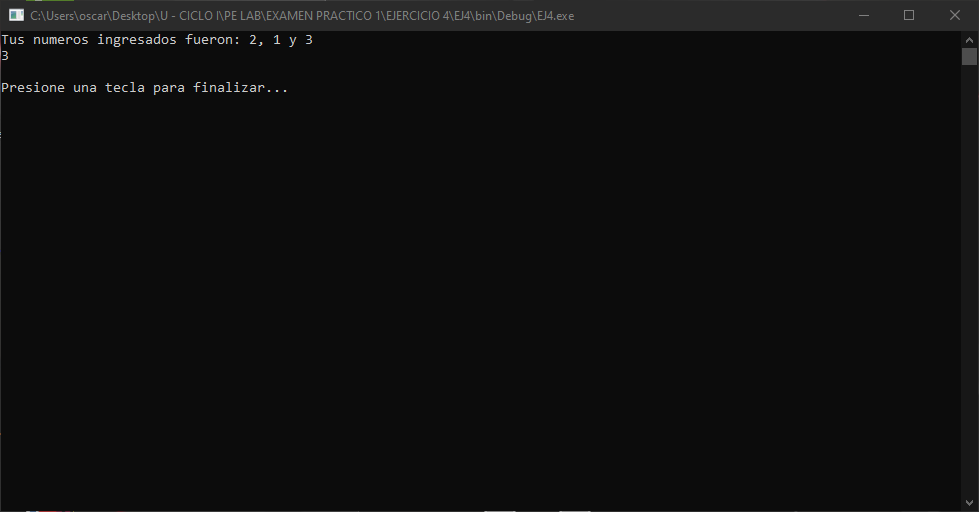 C:\Users\oscar\Desktop\U - CICLO I\PE LAB\EXAMEN PRACTICO 1\EJERCICIO 4\EJ4\bin\Debug\EJ4.exe
Tus numeros ingresados fueron: 2, 1 y 3
3
Presione una tecla para finalizar...